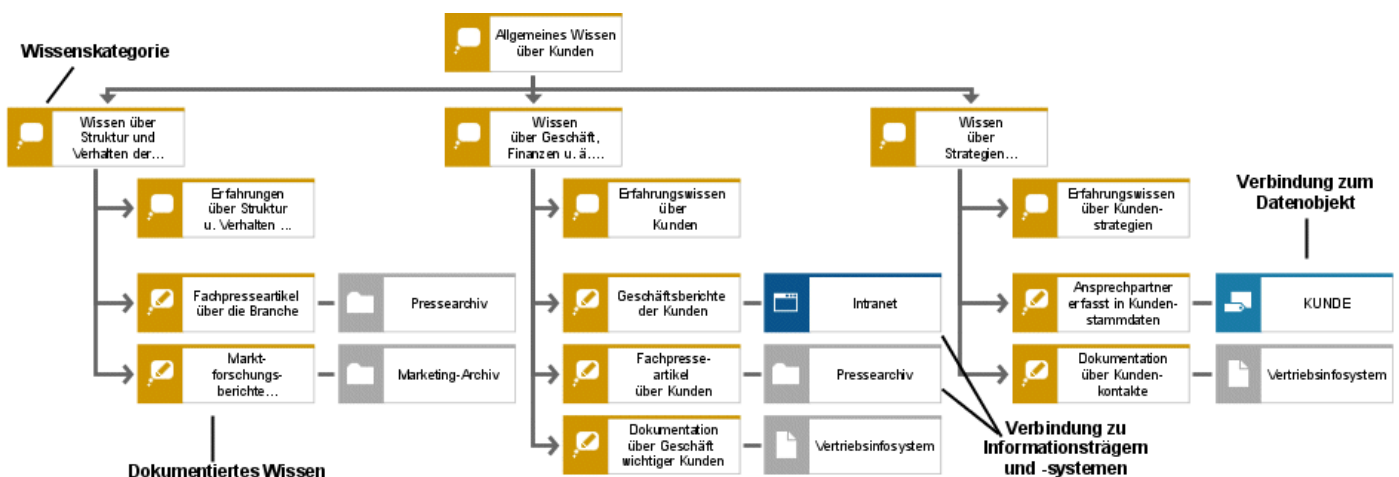 Allgemeines Wissen
über Kunden
Wissenskategorie
Wissen über
Struktur und
Verhalten der...
Wissen
über Geschäft,
Finanzen u. ä....
Wissen
über
Strategien...
Erfahrungen
über Struktur
u. Verhalten ...
Erfahrungswissen
über
Kunden
Erfahrungswissen
über Kunden-
strategien
Verbindung zum
Datenobjekt
Fachpresseartikel
über die Branche
Pressearchiv
Geschäftsberichte
der Kunden
Intranet
Ansprechpartner
erfasst in Kunden-
stammdaten
KUNDE
Markt-
forschungs-
berichte...
Marketing-Archiv
Fachpresse-
artikel
über Kunden
Pressearchiv
Dokumentation
über Kunden-
kontakte
Vertriebsinfosystem
Dokumentation
über Geschäft
wichtiger Kunden
Vertriebsinfosystem
Verbindung zu
Informationsträgern
und -systemen
Dokumentiertes Wissen